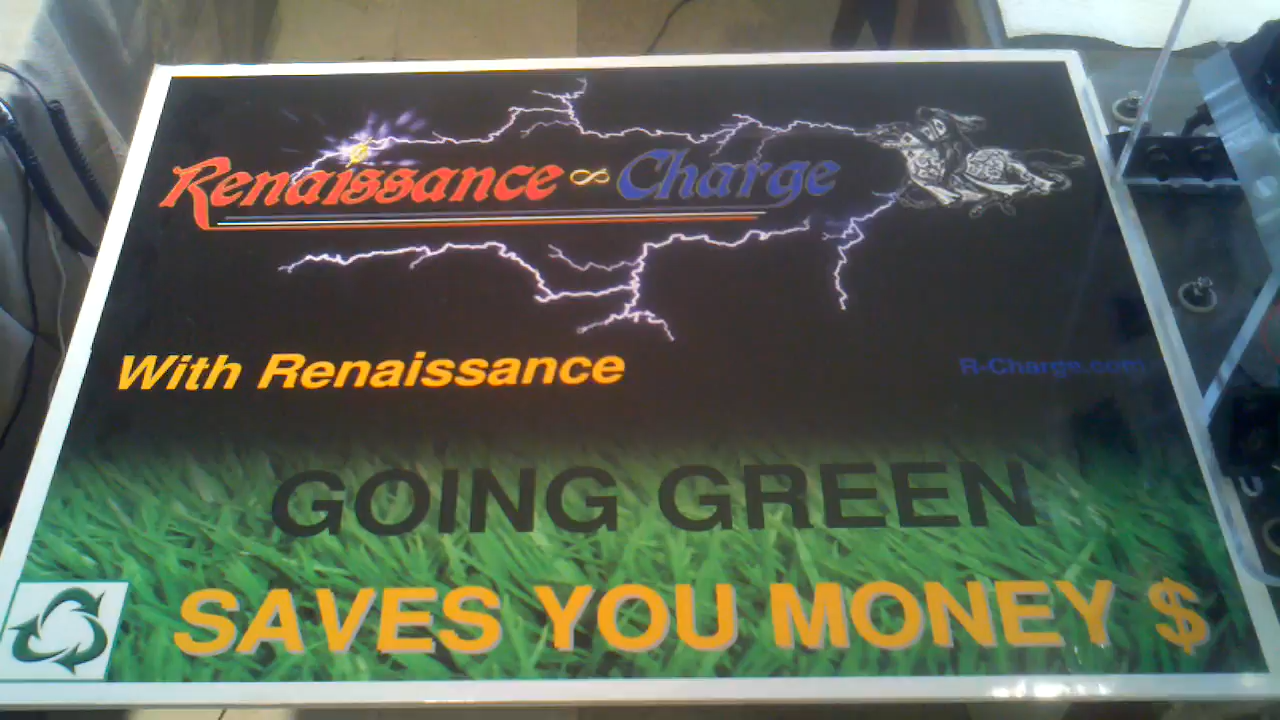 Renaissance ∞ Charge
With Renaissance
R-Charge.com
GOING GREEN
SAVES YOU MONEY $